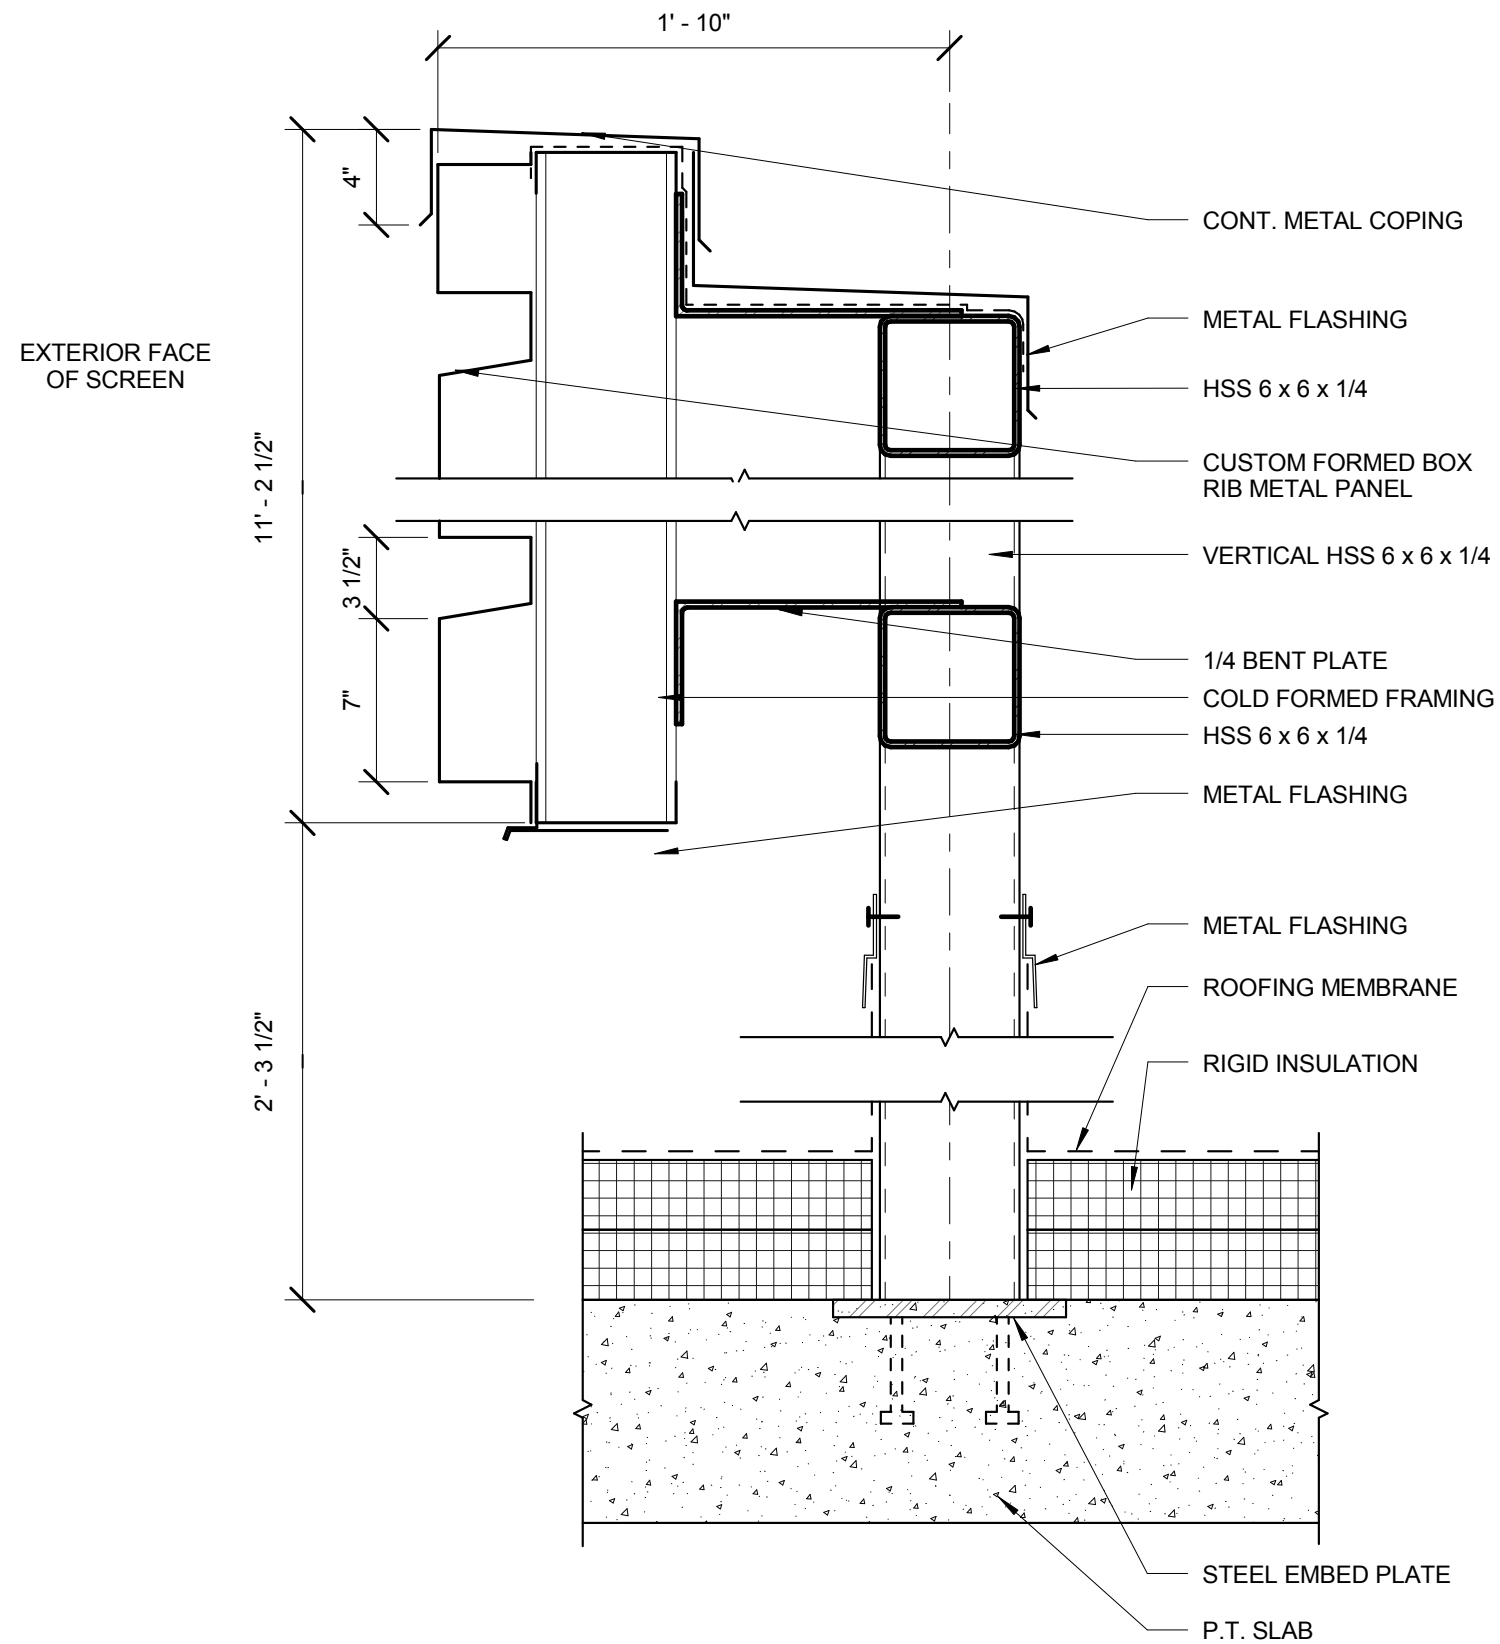 1' - 10"
4"
CONT. METAL COPING
METAL FLASHING
EXTERIOR FACE
OF SCREEN
HSS 6 x 6 x 1/4
11' - 2 1/2"
CUSTOM FORMED BOX
RIB METAL PANEL
3 1/2"
VERTICAL HSS 6 x 6 x 1/4
1/4 BENT PLATE
7"
COLD FORMED FRAMING
HSS 6 x 6 x 1/4
METAL FLASHING
METAL FLASHING
ROOFING MEMBRANE
2' - 3 1/2"
RIGID INSULATION
STEEL EMBED PLATE
P.T. SLAB